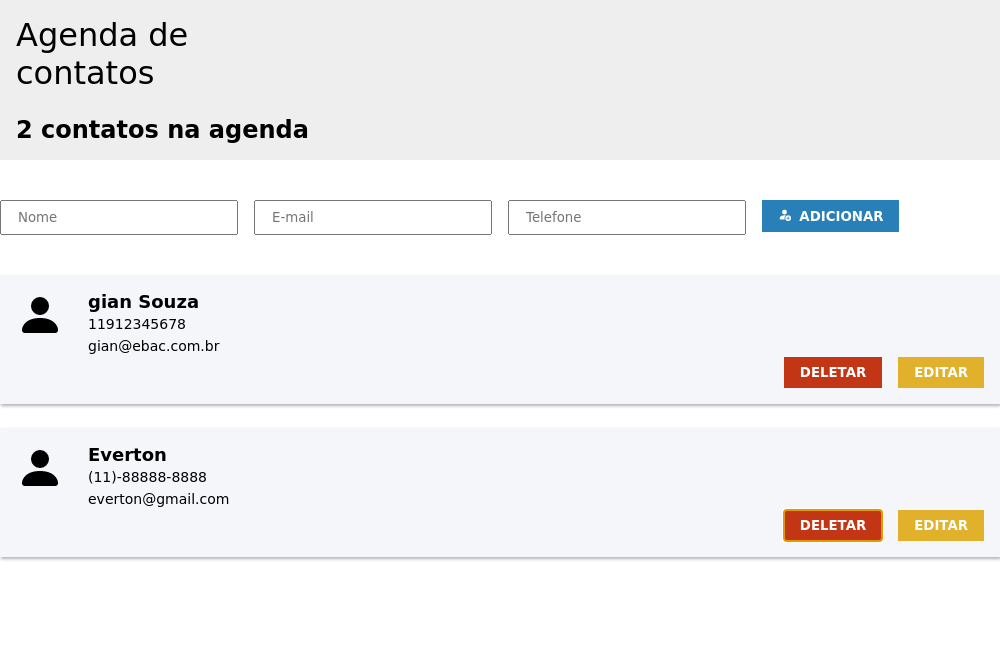 Agenda de
contatos
2 contatos na agenda
Nome
E-mail
Telefone
ADICIONAR
gian Souza
11912345678
gian@ebac.com.br
DELETAR
EDITAR
Everton
(11)-88888-8888
everton@gmail.com
DELETAR
EDITAR